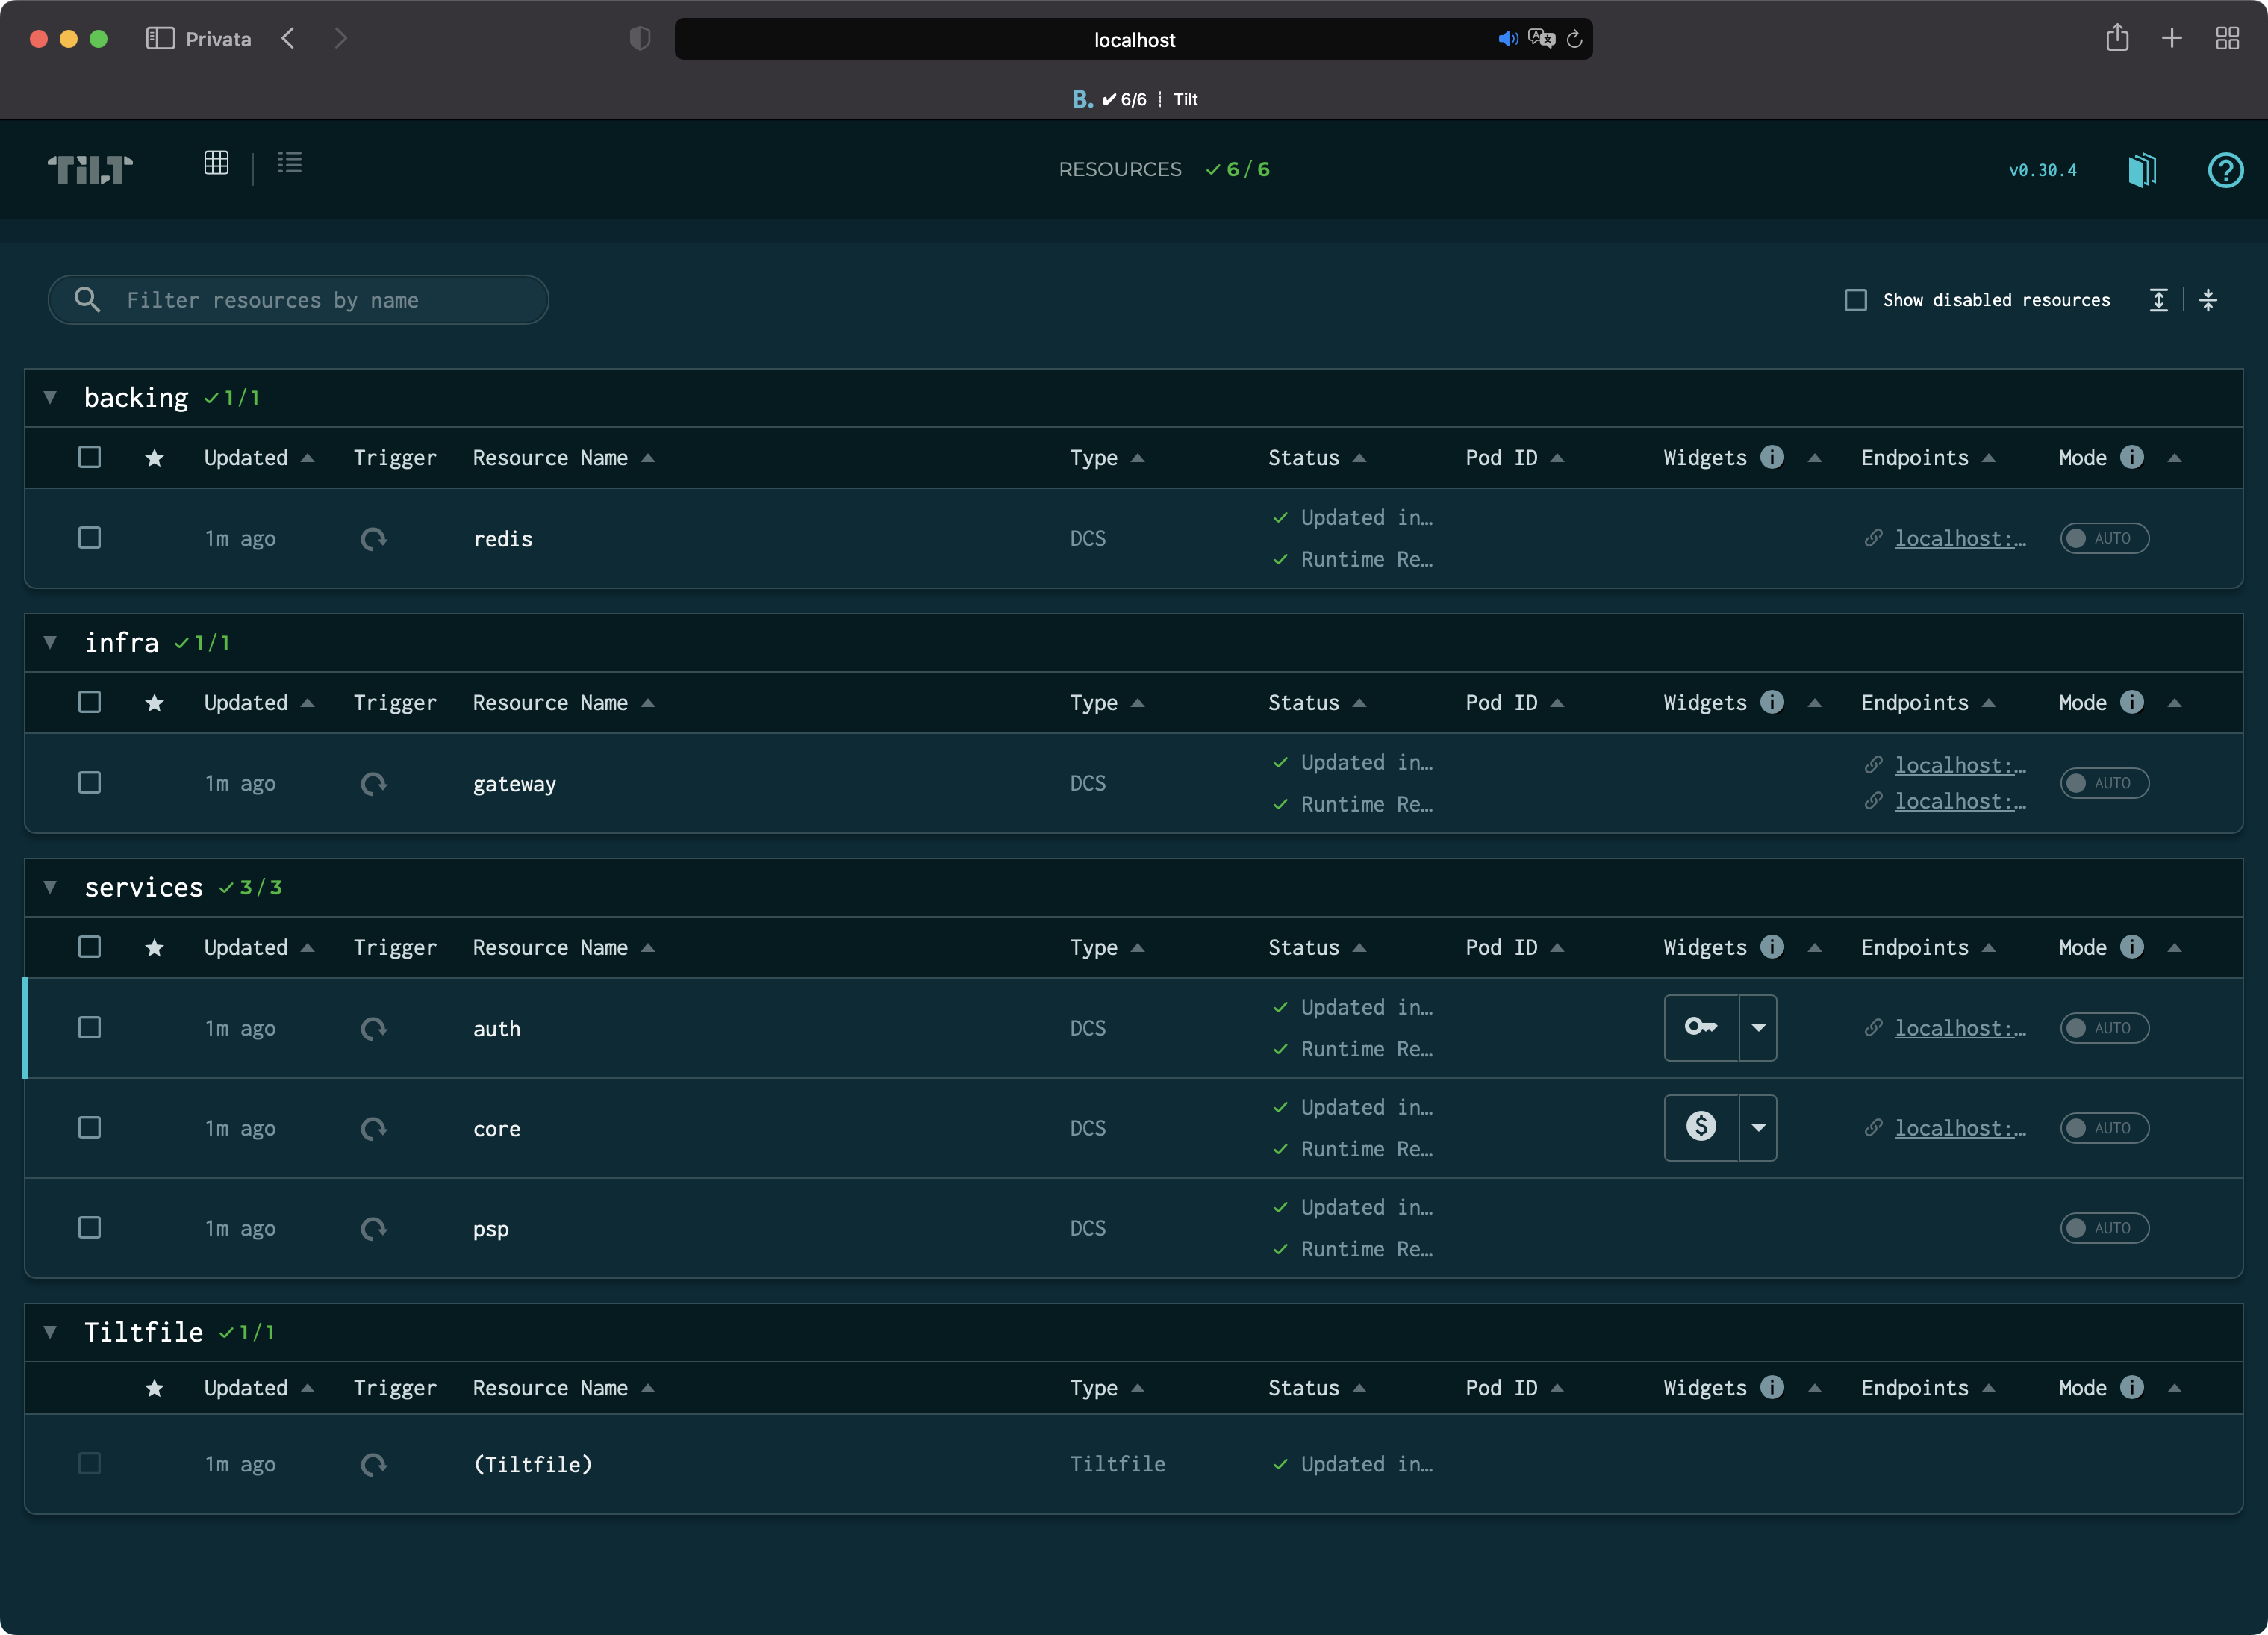 Privata
localhost
B. ✔ 6/6 ┊ Tilt
TILT
RESOURCES ✓ 6/6
v0.30.4
Filter resources by name
Show disabled resources
backing ✓ 1/1
Updated Trigger Resource Name Type Status Pod ID Widgets Endpoints Mode
1m ago redis DCS Updated in… localhost:… AUTO
Runtime Re…
infra ✓ 1/1
Updated Trigger Resource Name Type Status Pod ID Widgets Endpoints Mode
1m ago gateway DCS Updated in… localhost:… AUTO
Runtime Re… localhost:…
services ✓ 3/3
Updated Trigger Resource Name Type Status Pod ID Widgets Endpoints Mode
1m ago auth DCS Updated in… localhost:… AUTO
Runtime Re…
1m ago core DCS Updated in… $ localhost:… AUTO
Runtime Re…
1m ago psp DCS Updated in… AUTO
Runtime Re…
Tiltfile ✓ 1/1
Updated Trigger Resource Name Type Status Pod ID Widgets Endpoints Mode
1m ago (Tiltfile) Tiltfile Updated in…